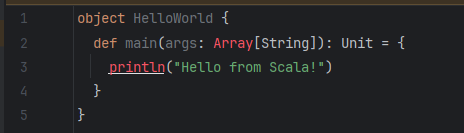 1 object HelloWorld {
2   def main(args: Array[String]): Unit = {
3     println("Hello from Scala!")
4   }
5 }